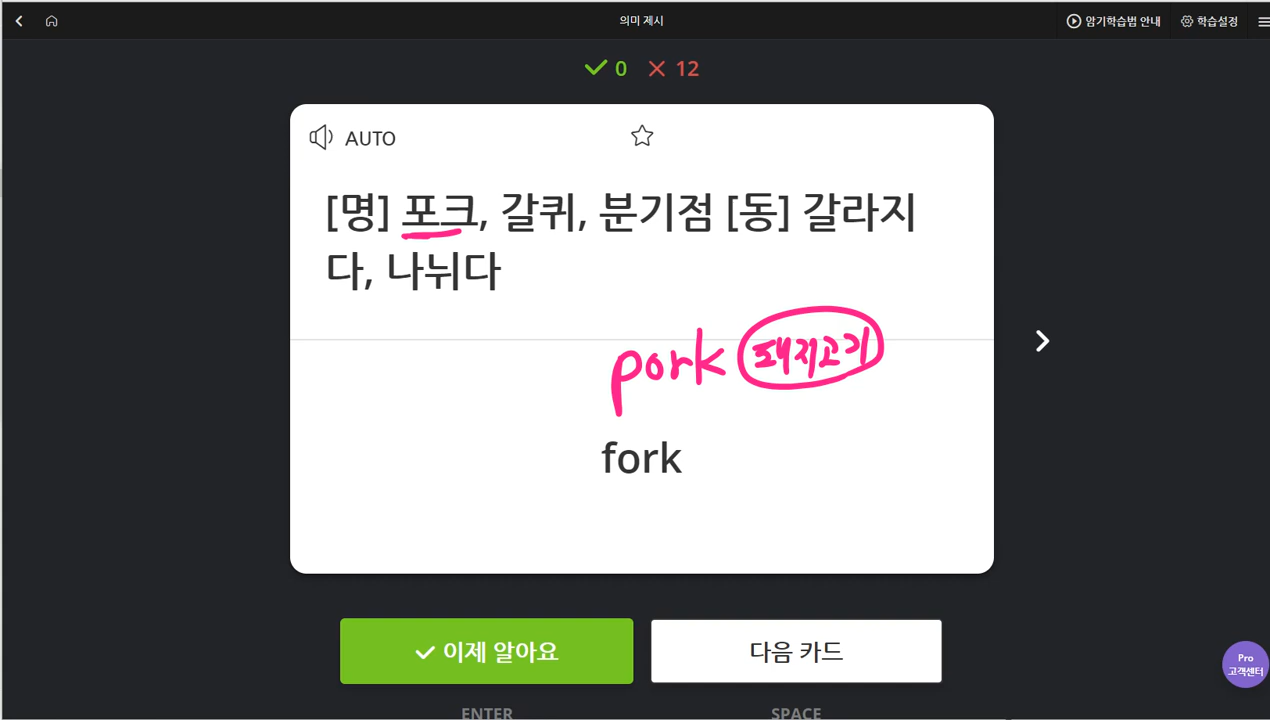 의미 제시
암기학습법 안내
학습설정
0
12
AUTO
[명] 포크, 갈퀴, 분기점 [동] 갈라지
다, 나뉘다
pork 돼지고기
fork
이제 알아요
다음 카드
Pro
고객센터
ENTER
SPACE